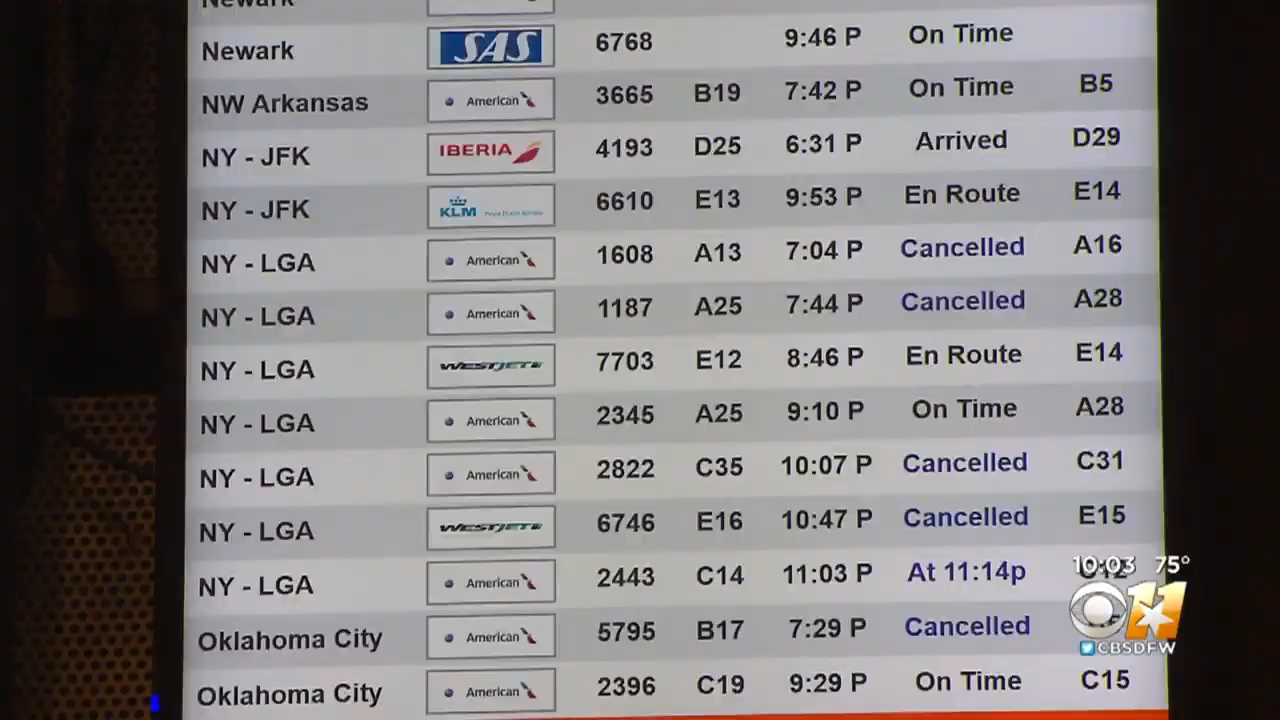 Newark
Newark SAS 6768 9:46 P On Time
NW Arkansas American 3665 B19 7:42 P On Time B5
NY - JFK IBERIA 4193 D25 6:31 P Arrived D29
NY - JFK KLM Royal Dutch Airlines 6610 E13 9:53 P En Route E14
NY - LGA American 1608 A13 7:04 P Cancelled A16
NY - LGA American 1187 A25 7:44 P Cancelled A28
NY - LGA WESTJET 7703 E12 8:46 P En Route E14
NY - LGA American 2345 A25 9:10 P On Time A28
NY - LGA American 2822 C35 10:07 P Cancelled C31
NY - LGA WESTJET 6746 E16 10:47 P Cancelled E15
NY - LGA American 2443 C14 11:03 P At 11:14p
10:03 75°
Oklahoma City American 5795 B17 7:29 P Cancelled
11
CBSDFW
Oklahoma City American 2396 C19 9:29 P On Time C15